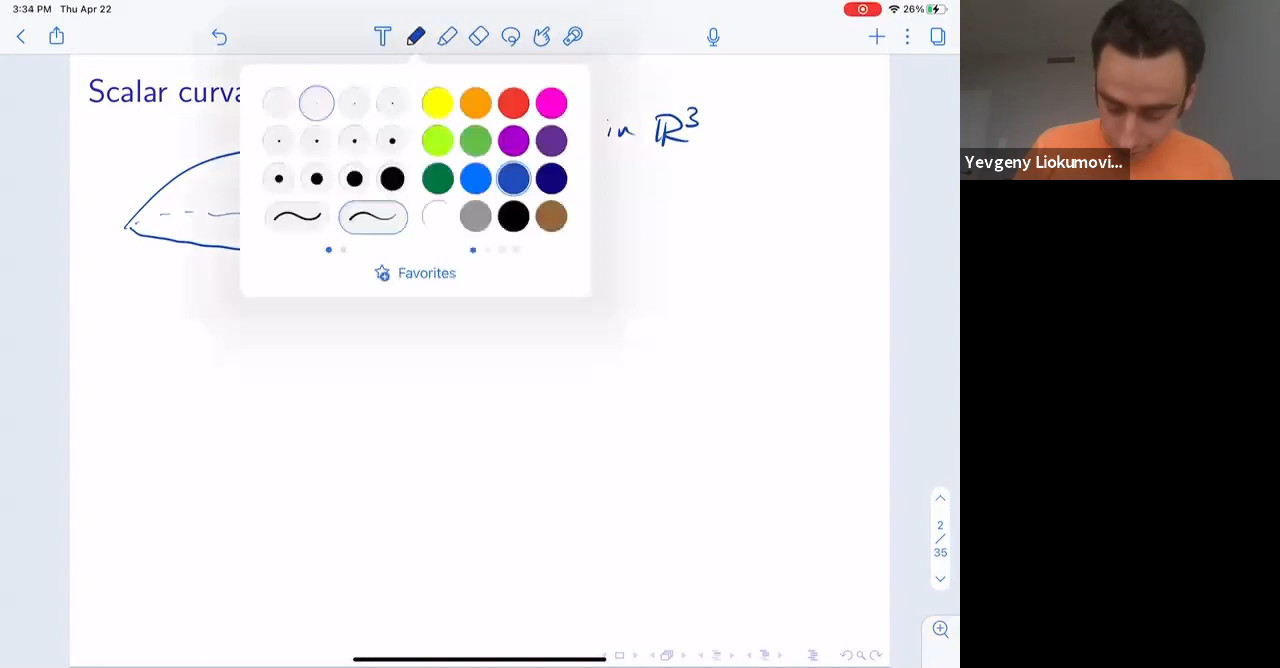 3:34 PM Thu Apr 22
26%
Scalar curva
in ℝ³
Favorites
Yevgeny Liokumovi...
2
/
35